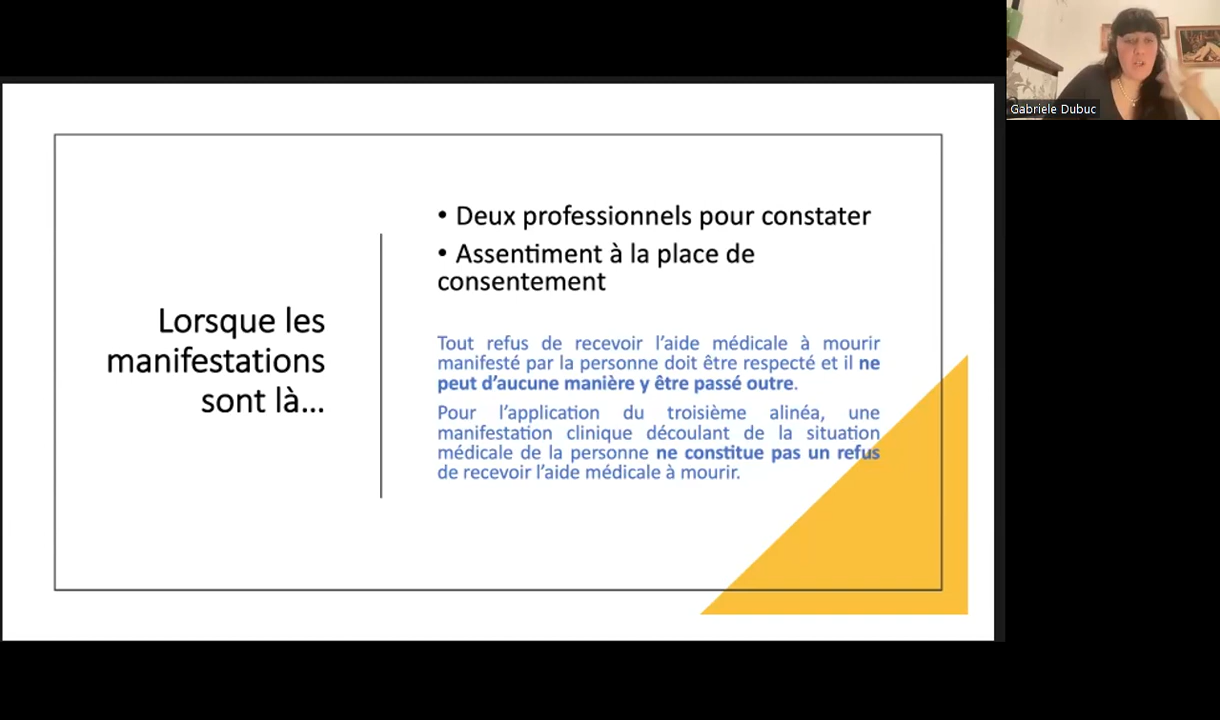 Gabriele Dubuc
Lorsque les
manifestations
sont là...
• Deux professionnels pour constater
• Assentiment à la place de
consentement
Tout refus de recevoir l’aide médicale à mourir
manifesté par la personne doit être respecté et il ne
peut d’aucune manière y être passé outre.
Pour l’application du troisième alinéa, une
manifestation clinique découlant de la situation
médicale de la personne ne constitue pas un refus
de recevoir l’aide médicale à mourir.